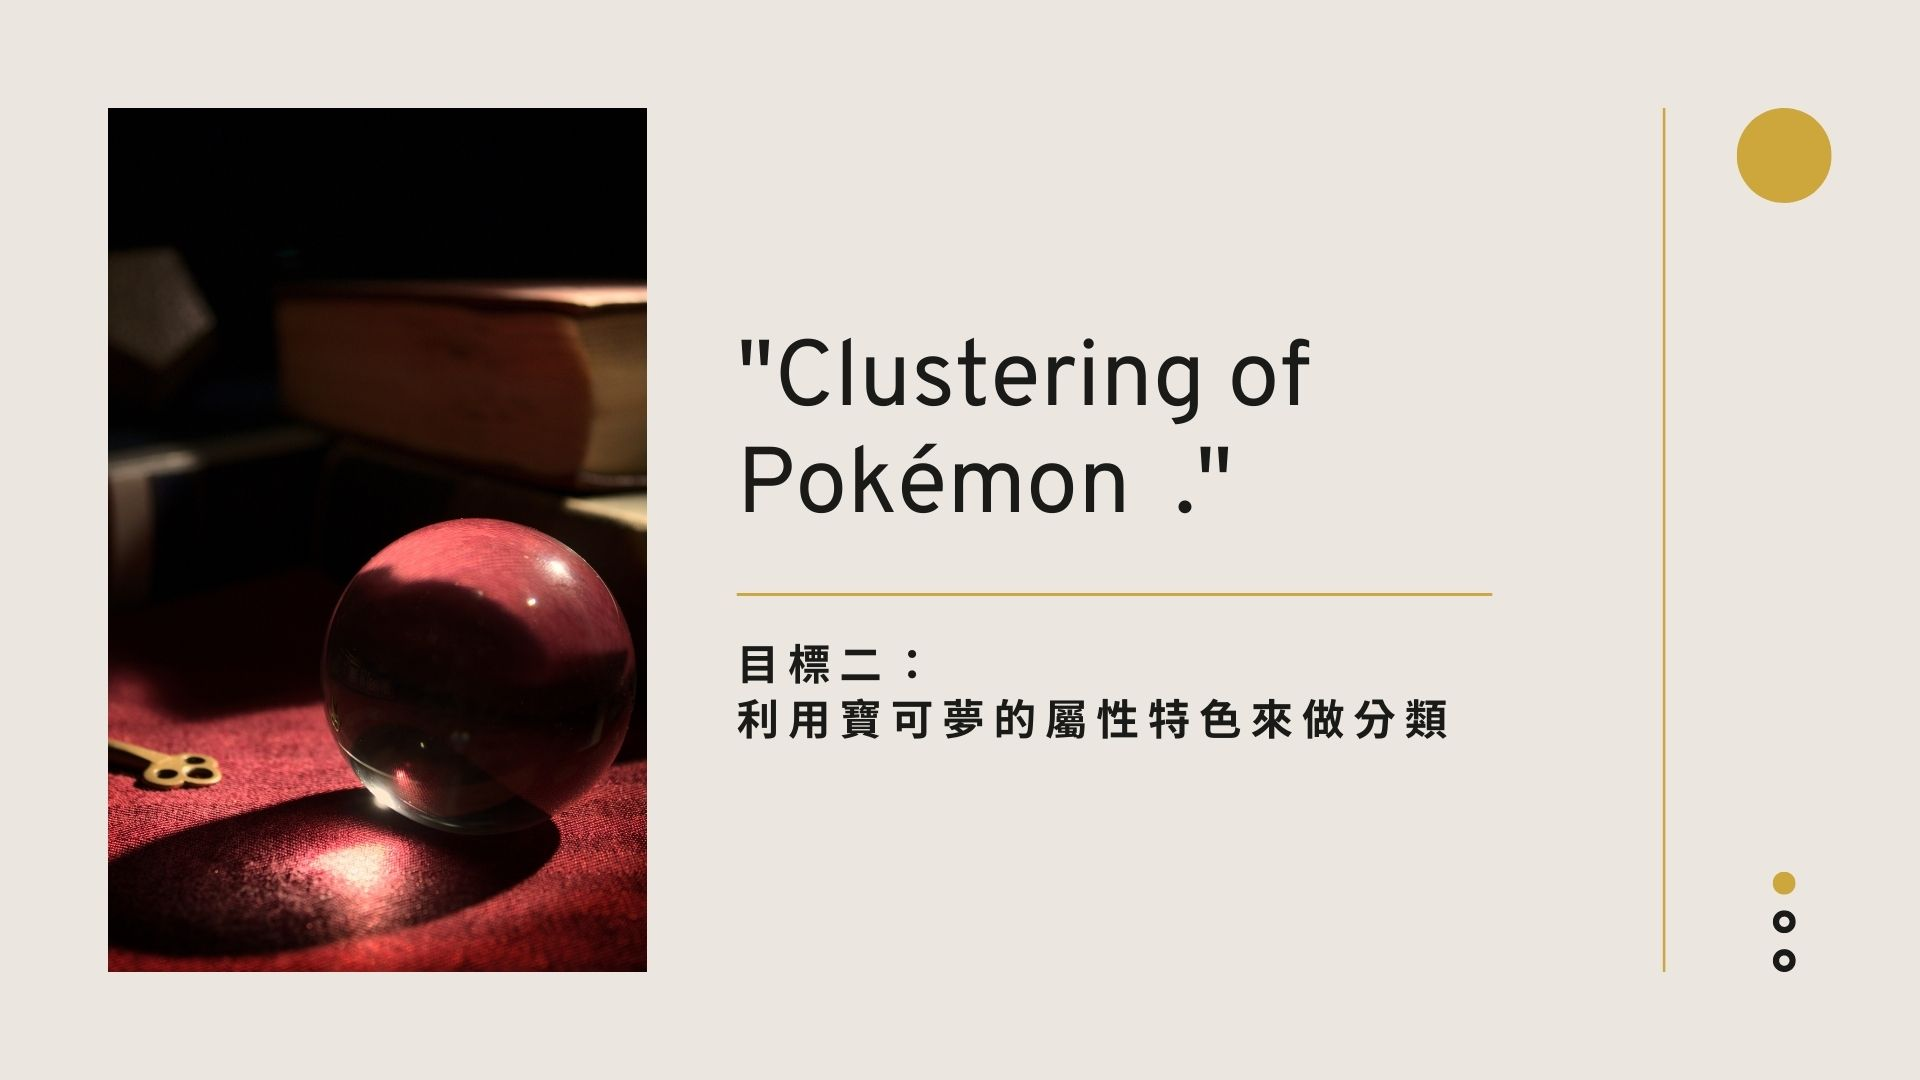 "Clustering of
Pokémon  ."
目標二：
利用寶可夢的屬性特色來做分類